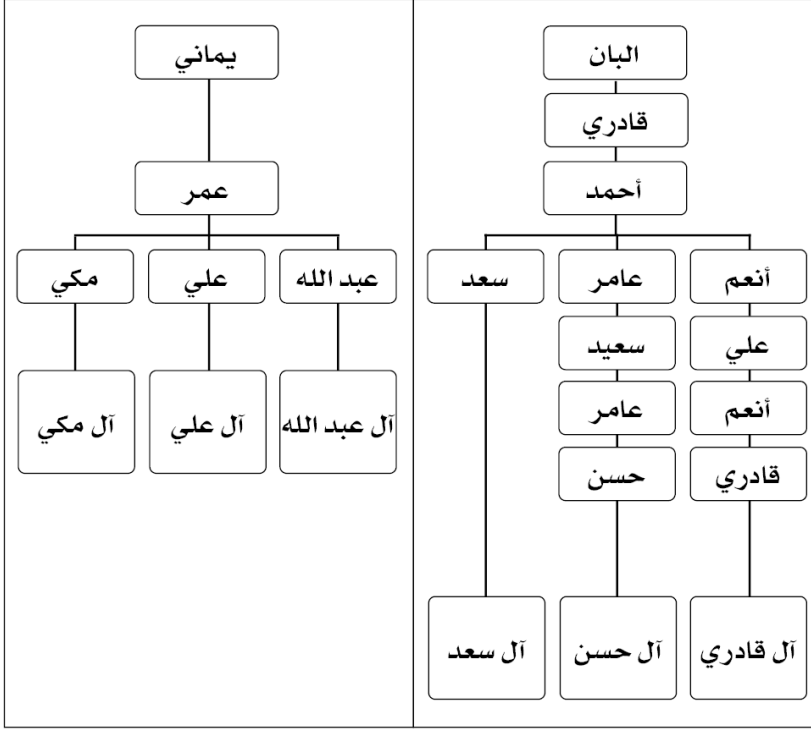 البان
قادري
أحمد
أنعم
عامر
سعد
علي
سعيد
أنعم
عامر
قادري
حسن
آل قادري
آل حسن
آل سعد
يماني
عمر
عبد الله
علي
مكي
آل عبد الله
آل علي
آل مكي